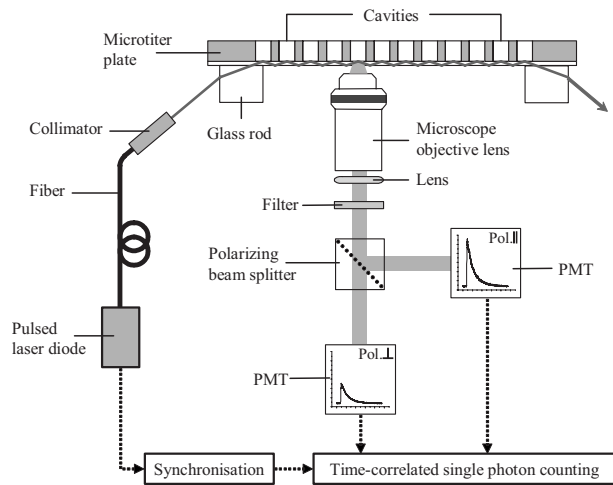 Cavities
Microtiter
plate
Glass rod
Collimator
Microscope
objective lens
Fiber
Lens
Filter
Pol.||
Polarizing
beam splitter
PMT
Pulsed
laser diode
Pol.⊥
PMT
Synchronisation
Time-correlated single photon counting